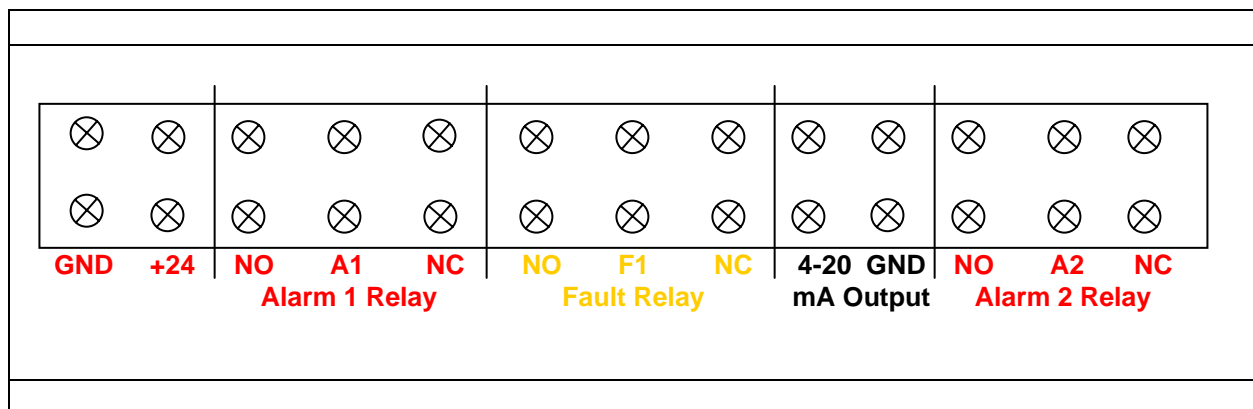 GND +24 NO A1 NC NO F1 NC 4-20 GND NO A2 NC
Alarm 1 Relay Fault Relay mA Output Alarm 2 Relay